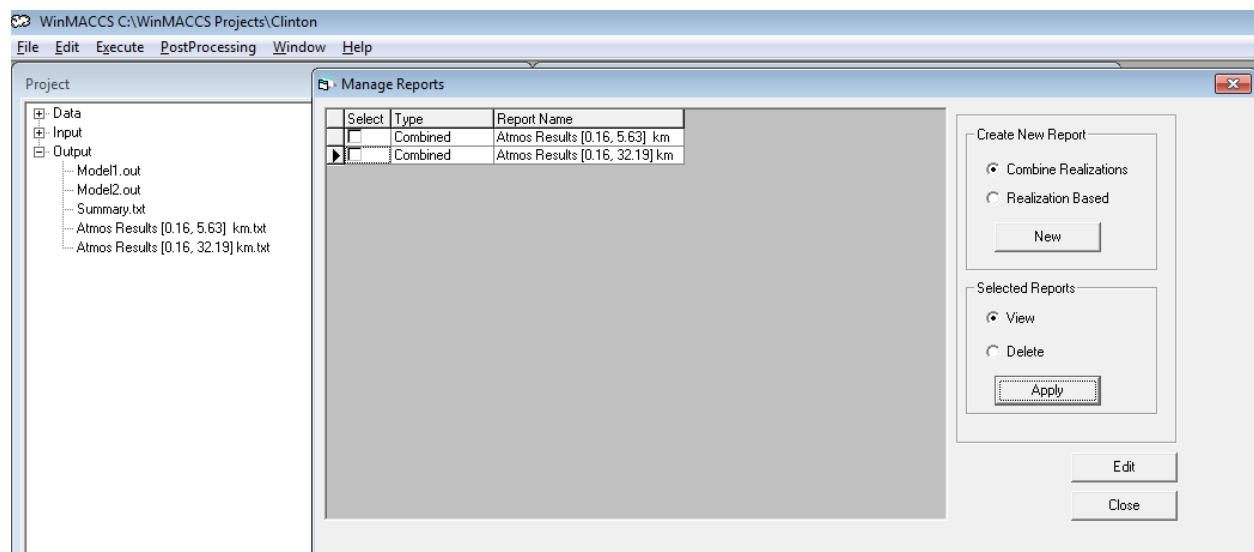 WinMACCS C:\WinMACCS Projects\Clinton
File Edit Execute PostProcessing Window Help
Project
Data
Input
Output
Model1.out
Model2.out
Summary.txt
Atmos Results [0.16, 5.63] km.txt
Atmos Results [0.16, 32.19] km.txt
Manage Reports
Select Type Report Name
Combined Atmos Results [0.16, 5.63] km
Combined Atmos Results [0.16, 32.19] km
Create New Report
Combine Realizations
Realization Based
New
Selected Reports
View
Delete
Apply
Edit
Close